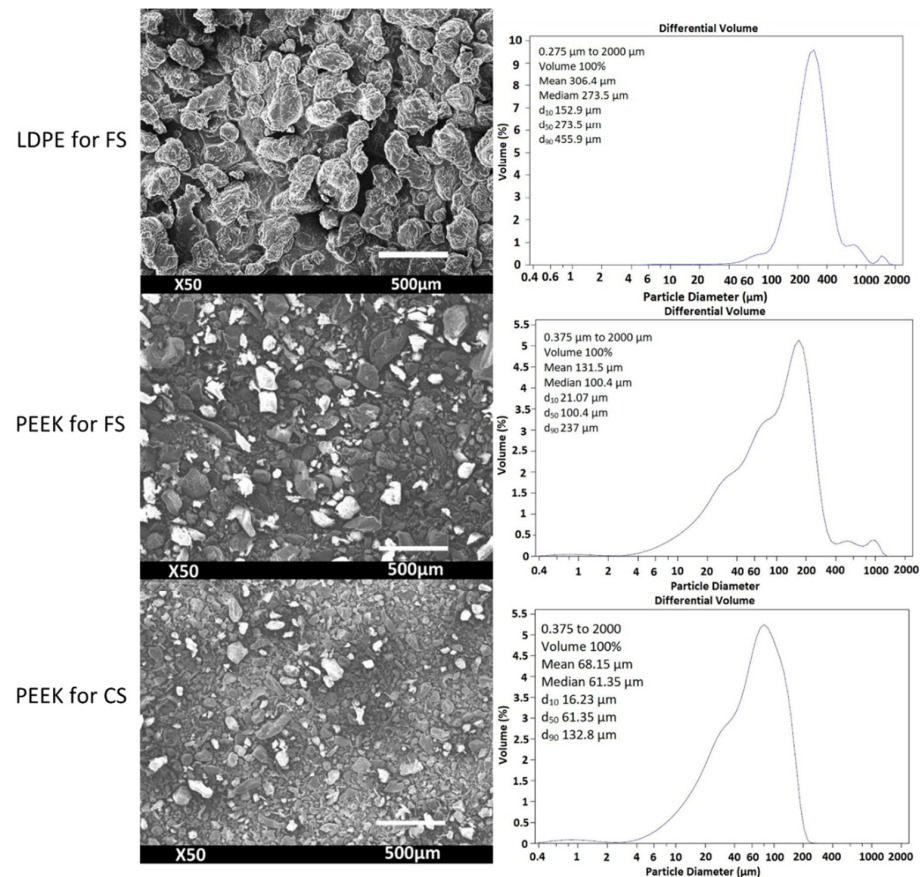 LDPE for FS
X50 500µm
Differential Volume
0.275 µm to 2000 µm
Volume 100%
Mean 306.4 µm
Mediam 273.5 µm
d10 152.9 µm
d50 273.5 µm
d90 455.9 µm
Volume (%)
10
9
8
7
6
5
4
3
2
1
0
0.4 0.6 1 2 4 6 10 20 40 60 100 200 400 1000 2000
Particle Diameter (µm)
PEEK for FS
X50 500µm
Differential Volume
0.375 µm to 2000 µm
Volume 100%
Mean 131.5 µm
Median 100.4 µm
d10 21.07 µm
d50 100.4 µm
d90 237 µm
Volume (%)
5.5
5
4.5
4
3.5
3
2.5
2
1.5
1
0.5
0
0.4 1 2 4 6 10 20 40 60 100 200 400 1000 2000
Particle Diameter
PEEK for CS
X50 500µm
Differential Volume
0.375 to 2000
Volume 100%
Mean 68.15 µm
Median 61.35 µm
d10 16.23 µm
d50 61.35 µm
d90 132.8 µm
Volume (%)
5.5
5
4.5
4
3.5
3
2.5
2
1.5
1
0.5
0
0.4 1 2 4 6 10 20 40 60 100 200 400 1000 2000
Particle Diameter (µm)